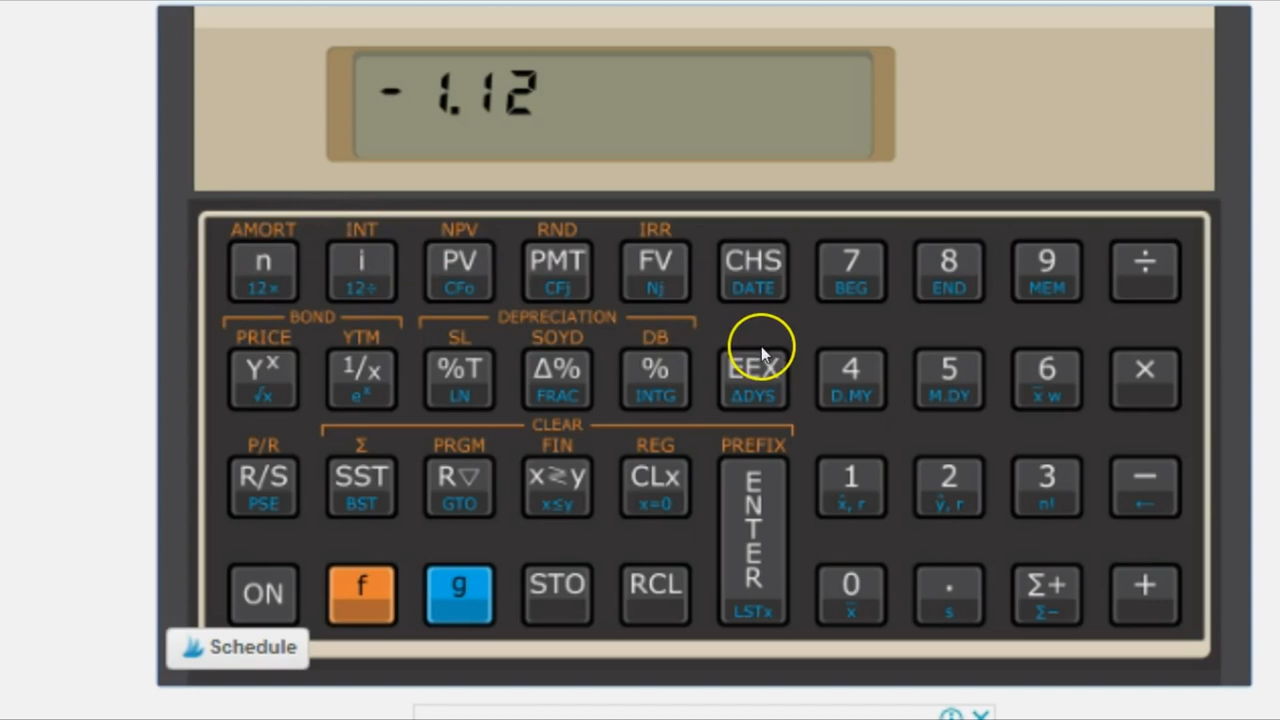 - 1.12
AMORT INT NPV RND IRR
n i PV PMT FV CHS 7 8 9 ÷
12× 12÷ CFo CFj Nj DATE BEG END MEM
BOND DEPRECIATION
PRICE YTM SL SOYD DB
Yˣ 1/x %T Δ% % EEX 4 5 6 ×
√x eˣ LN FRAC INTG ΔDYS D.MY M.DY x̄ w
CLEAR
P/R Σ PRGM FIN REG PREFIX
R/S SST R▽ x≷y CLx ENTER 1 2 3 −
PSE BST GTO x≤y x=0 x̂, r ŷ, r n! ←
ON f g STO RCL 0 . Σ+ +
LSTx x̄ s Σ−
Schedule